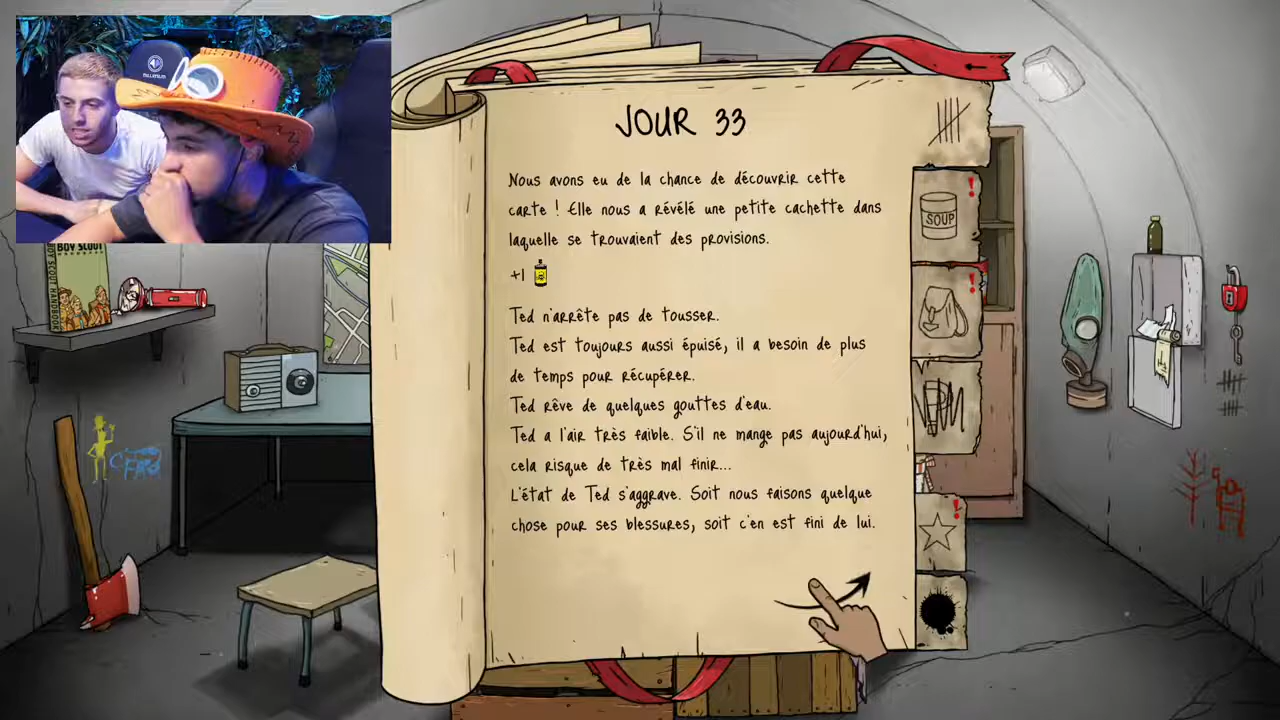 JOUR 33
Nous avons eu de la chance de découvrir cette
carte ! Elle nous a révélé une petite cachette dans
laquelle se trouvaient des provisions.
+1
Ted n'arrête pas de tousser.
Ted est toujours aussi épuisé, il a besoin de plus
de temps pour récupérer.
Ted rêve de quelques gouttes d'eau.
Ted a l'air très faible. S'il ne mange pas aujourd'hui,
cela risque de très mal finir...
L'état de Ted s'aggrave. Soit nous faisons quelque
chose pour ses blessures, soit c'en est fini de lui.
SOUP
BOY SCOUT
BOY SCOUT HANDBOOK
MILLENIUM